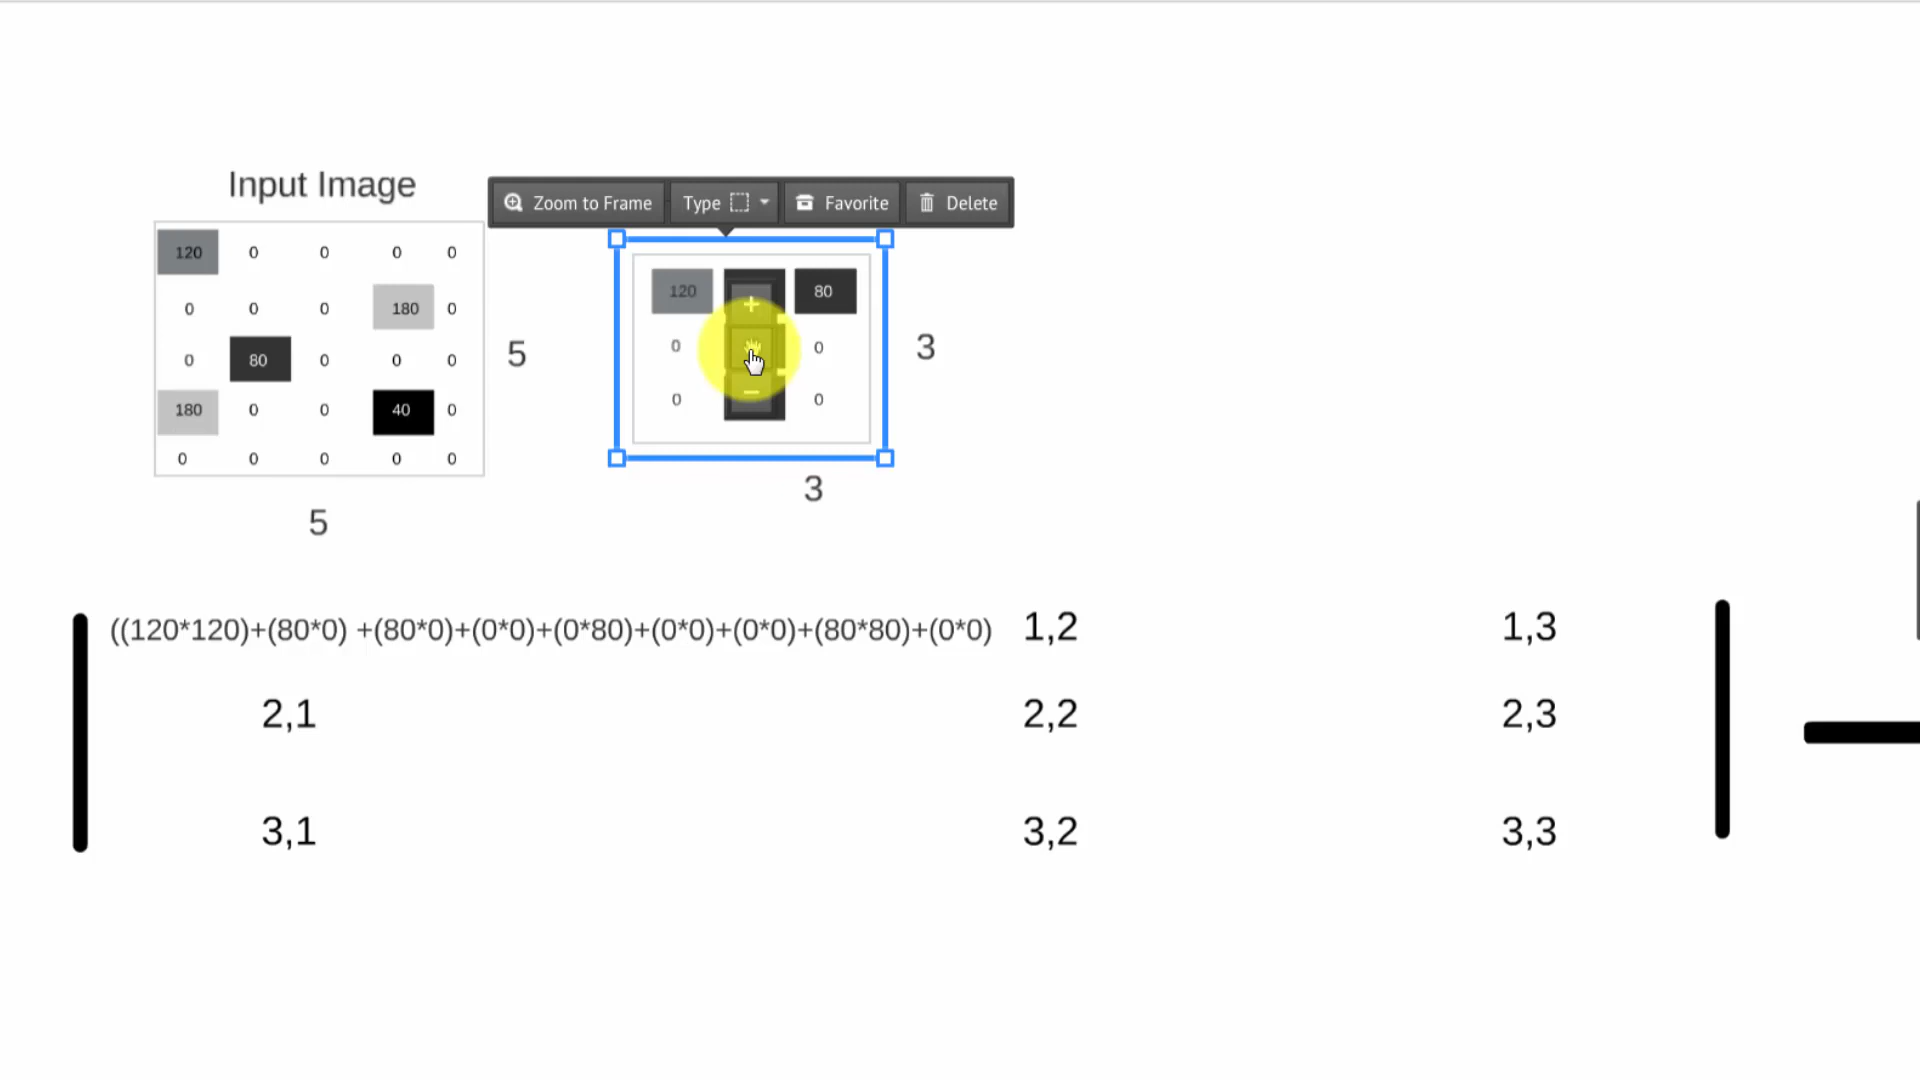 Input Image
Zoom to Frame Type Favorite Delete
120 0 0 0 0
0 0 0 180 0
0 80 0 0 0
180 0 0 40 0
0 0 0 0 0
5
5
120 80
0 0
0 0
3
3
((120*120)+(80*0) +(80*0)+(0*0)+(0*80)+(0*0)+(0*0)+(80*80)+(0*0) 1,2 1,3
2,1 2,2 2,3
3,1 3,2 3,3